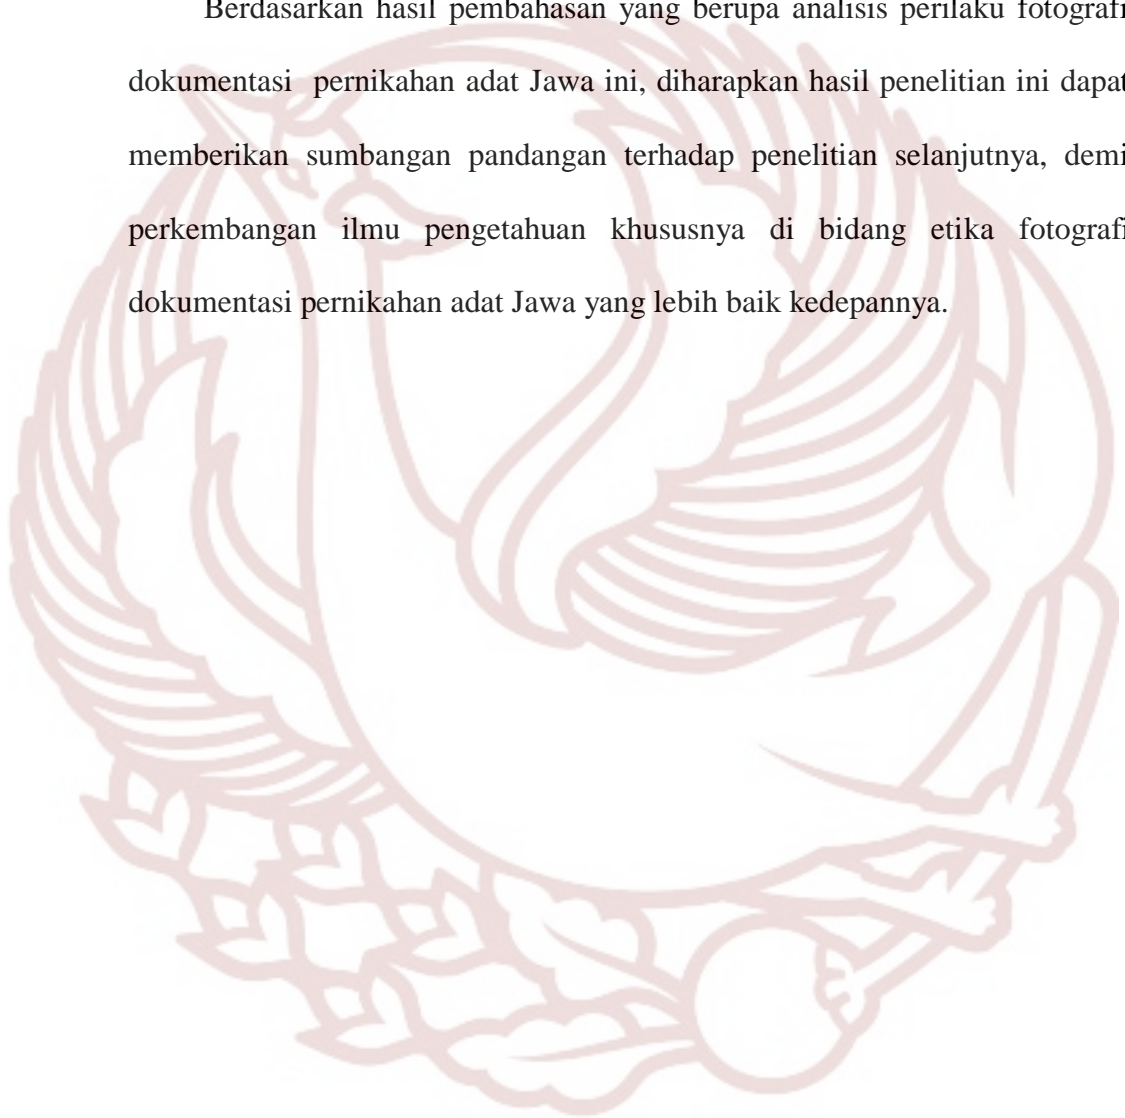 Berdasarkan hasil pembahasan yang berupa analisis perilaku fotografi
dokumentasi pernikahan adat Jawa ini, diharapkan hasil penelitian ini dapat
memberikan sumbangan pandangan terhadap penelitian selanjutnya, demi
perkembangan ilmu pengetahuan khususnya di bidang etika fotografi
dokumentasi pernikahan adat Jawa yang lebih baik kedepannya.